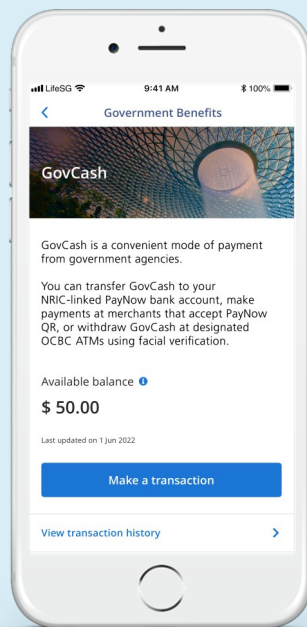 LifeSG 9:41 AM 100%
Government Benefits
GovCash
GovCash is a convenient mode of payment
from government agencies.
You can transfer GovCash to your
NRIC-linked PayNow bank account, make
payments at merchants that accept PayNow
QR, or withdraw GovCash at designated
OCBC ATMs using facial verification.
Available balance
$ 50.00
Last updated on 1 Jun 2022
Make a transaction
View transaction history